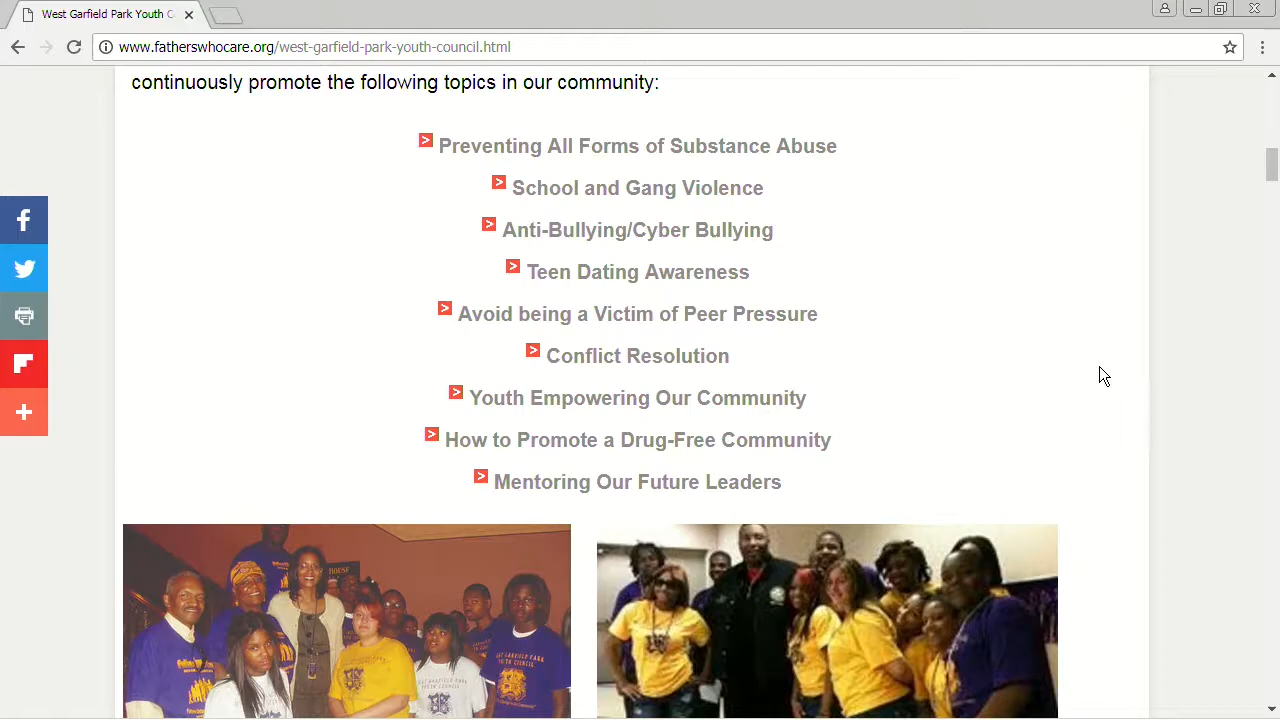 West Garfield Park Youth C
www.fatherswhocare.org/west-garfield-park-youth-council.html
continuously promote the following topics in our community:
Preventing All Forms of Substance Abuse
School and Gang Violence
Anti-Bullying/Cyber Bullying
Teen Dating Awareness
Avoid being a Victim of Peer Pressure
Conflict Resolution
Youth Empowering Our Community
How to Promote a Drug-Free Community
Mentoring Our Future Leaders
HOUSE